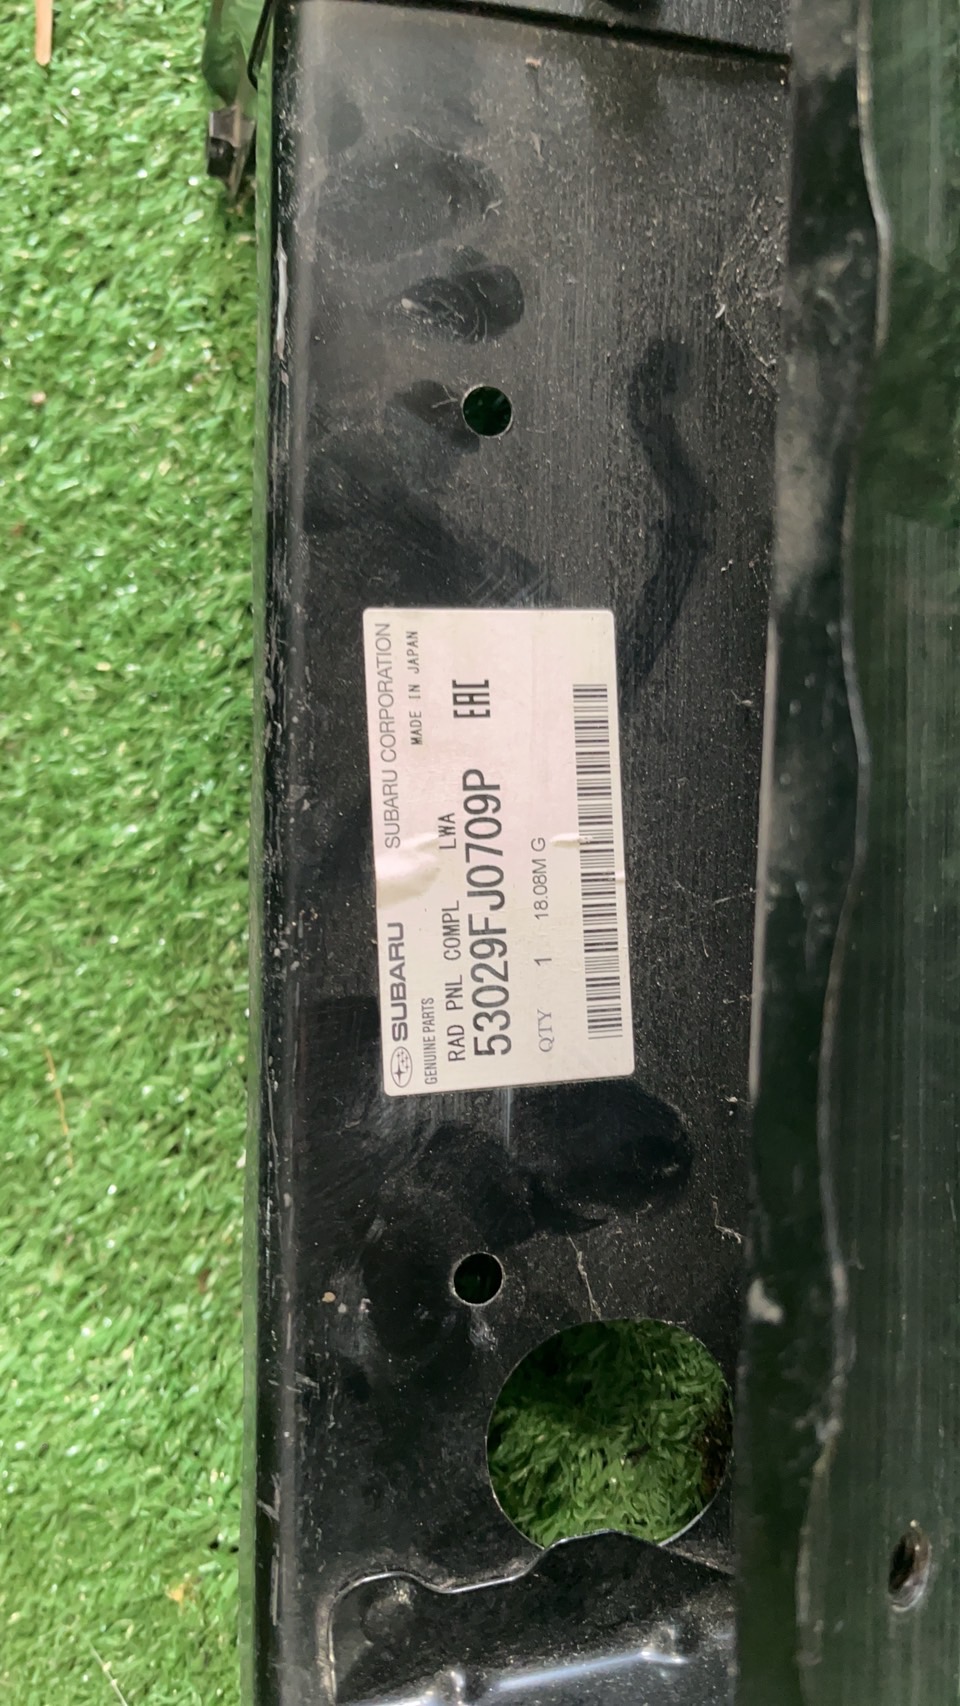 SUBARU SUBARU CORPORATION
GENUINE PARTS MADE IN JAPAN
RAD PNL COMPL LWA
53029FJ0709P EAC
QTY 1 18.08M G